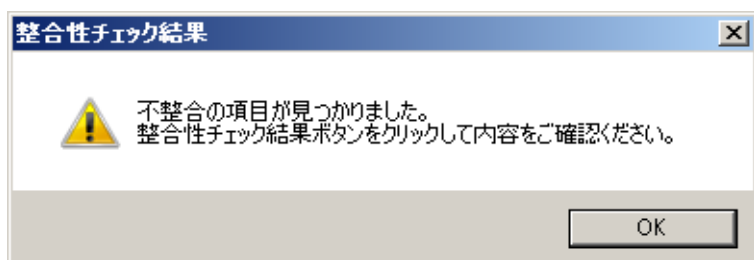 整合性チェック結果
不整合の項目が見つかりました。
整合性チェック結果ボタンをクリックして内容をご確認ください。
OK